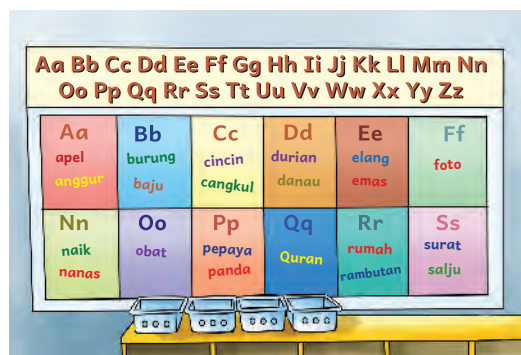 Aa Bb Cc Dd Ee Ff Gg Hh Ii Jj Kk Ll Mm Nn
Oo Pp Qq Rr Ss Tt Uu Vv Ww Xx Yy Zz
Aa
apel
anggur
Bb
burung
baju
Cc
cincin
cangkul
Dd
durian
danau
Ee
elang
emas
Ff
foto
Nn
naik
nanas
Oo
obat
Pp
pepaya
panda
Qq
Quran
Rr
rumah
rambutan
Ss
surat
salju